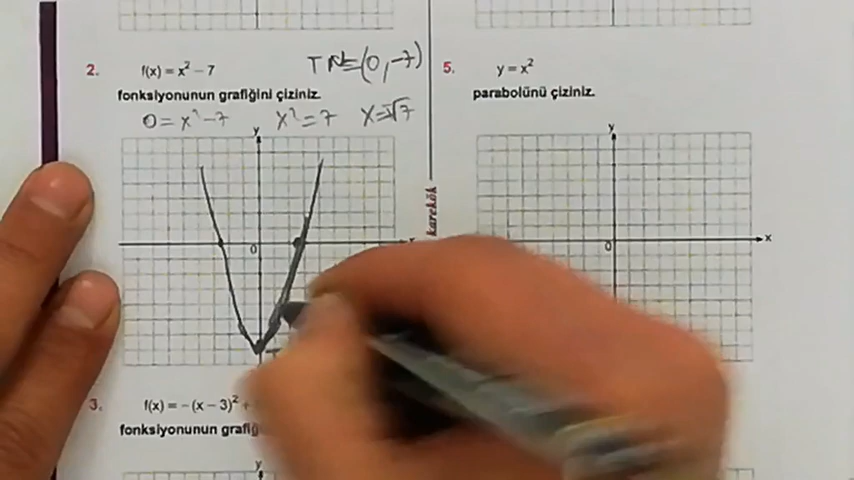 2. f(x) = x² – 7 TN=(0,-7)
fonksiyonunun grafiğini çiziniz.
0 = x²-7 x² = 7 x=√7
y
0
3. f(x) = –(x – 3)² +
fonksiyonunun
y
karekök
5. y = x²
parabolünü çiziniz.
y
x
0